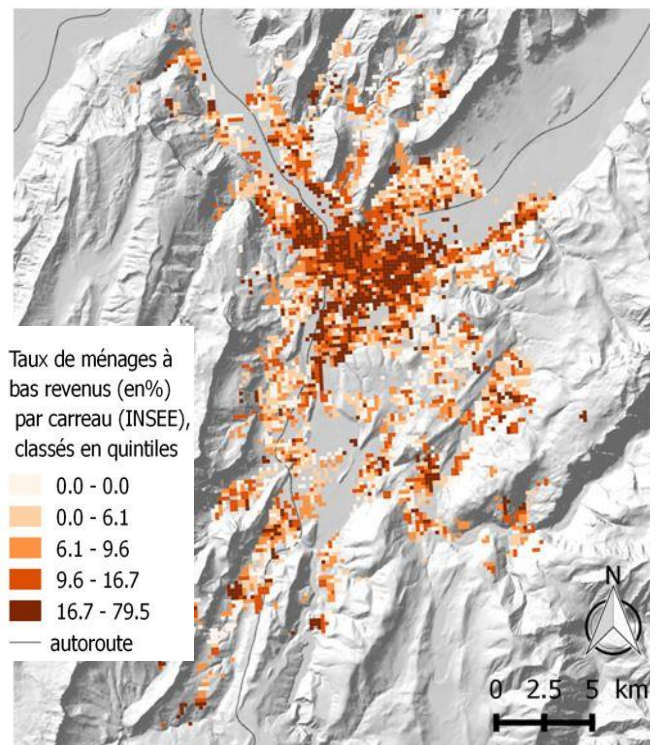 Taux de ménages à
bas revenus (en%)
par carreau (INSEE),
classés en quintiles
0.0 - 0.0
0.0 - 6.1
6.1 - 9.6
9.6 - 16.7
16.7 - 79.5
autoroute
N
0 2.5 5 km